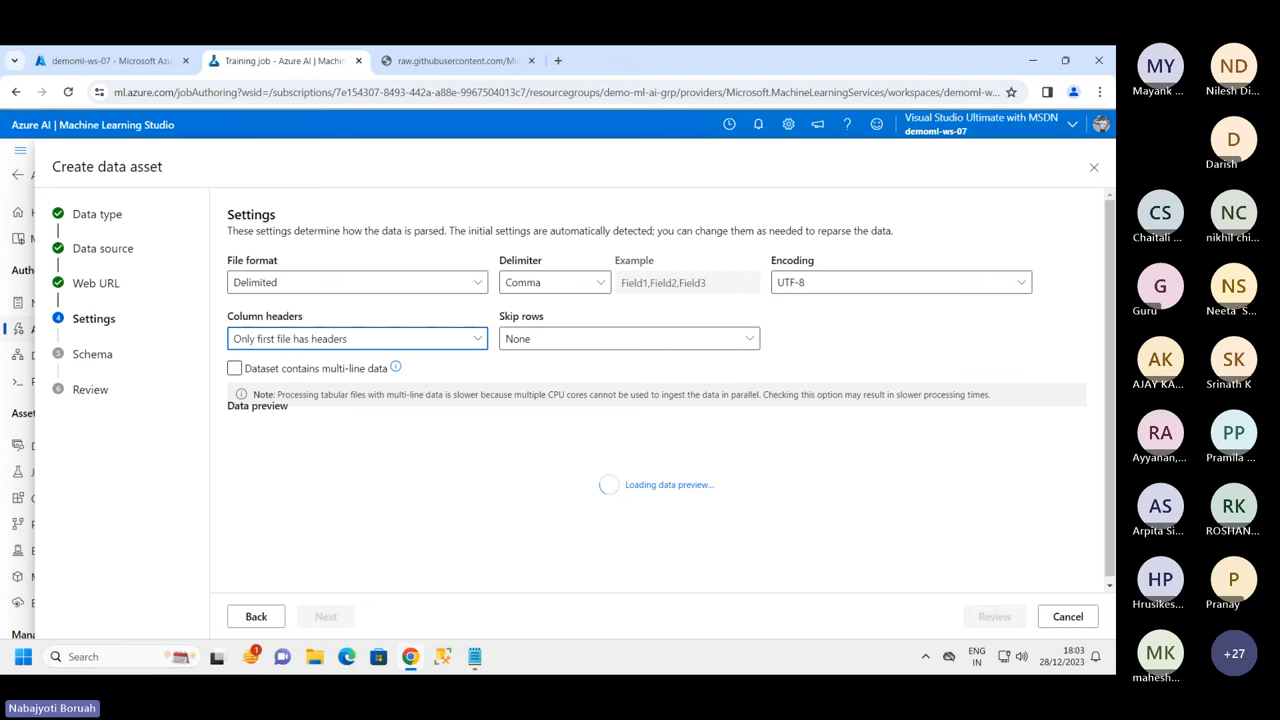 demoml-ws-07 - Microsoft Azu
Training job - Azure AI | Machin
raw.githubusercontent.com/Mi
ml.azure.com/jobAuthoring?wsid=/subscriptions/7e154307-8493-442a-a88e-9967504013c7/resourcegroups/demo-ml-ai-grp/providers/Microsoft.MachineLearningServices/workspaces/demoml-w...
Azure AI | Machine Learning Studio
Visual Studio Ultimate with MSDN
demoml-ws-07
Create data asset
Data type
Data source
Web URL
4 Settings
5 Schema
6 Review
Autho
Asset
Mana
Settings
These settings determine how the data is parsed. The initial settings are automatically detected; you can change them as needed to reparse the data.
File format
Delimiter
Example
Encoding
Delimited
Comma
Field1,Field2,Field3
UTF-8
Column headers
Skip rows
Only first file has headers
None
Dataset contains multi-line data
Note: Processing tabular files with multi-line data is slower because multiple CPU cores cannot be used to ingest the data in parallel. Checking this option may result in slower processing times.
Data preview
Loading data preview...
Back
Next
Review
Cancel
Search
1
ENG
IN
18:03
28/12/2023
MY
Mayank ...
ND
Nilesh Di...
D
Darish
CS
Chaitali ...
NC
nikhil chi...
G
Guru
NS
Neeta S...
AK
AJAY KA...
SK
Srinath K
RA
Ayyanan,...
PP
Pramila ...
AS
Arpita Si...
RK
ROSHAN...
HP
Hrusikes...
P
Pranay
MK
mahesh...
+27
Nabajyoti Boruah